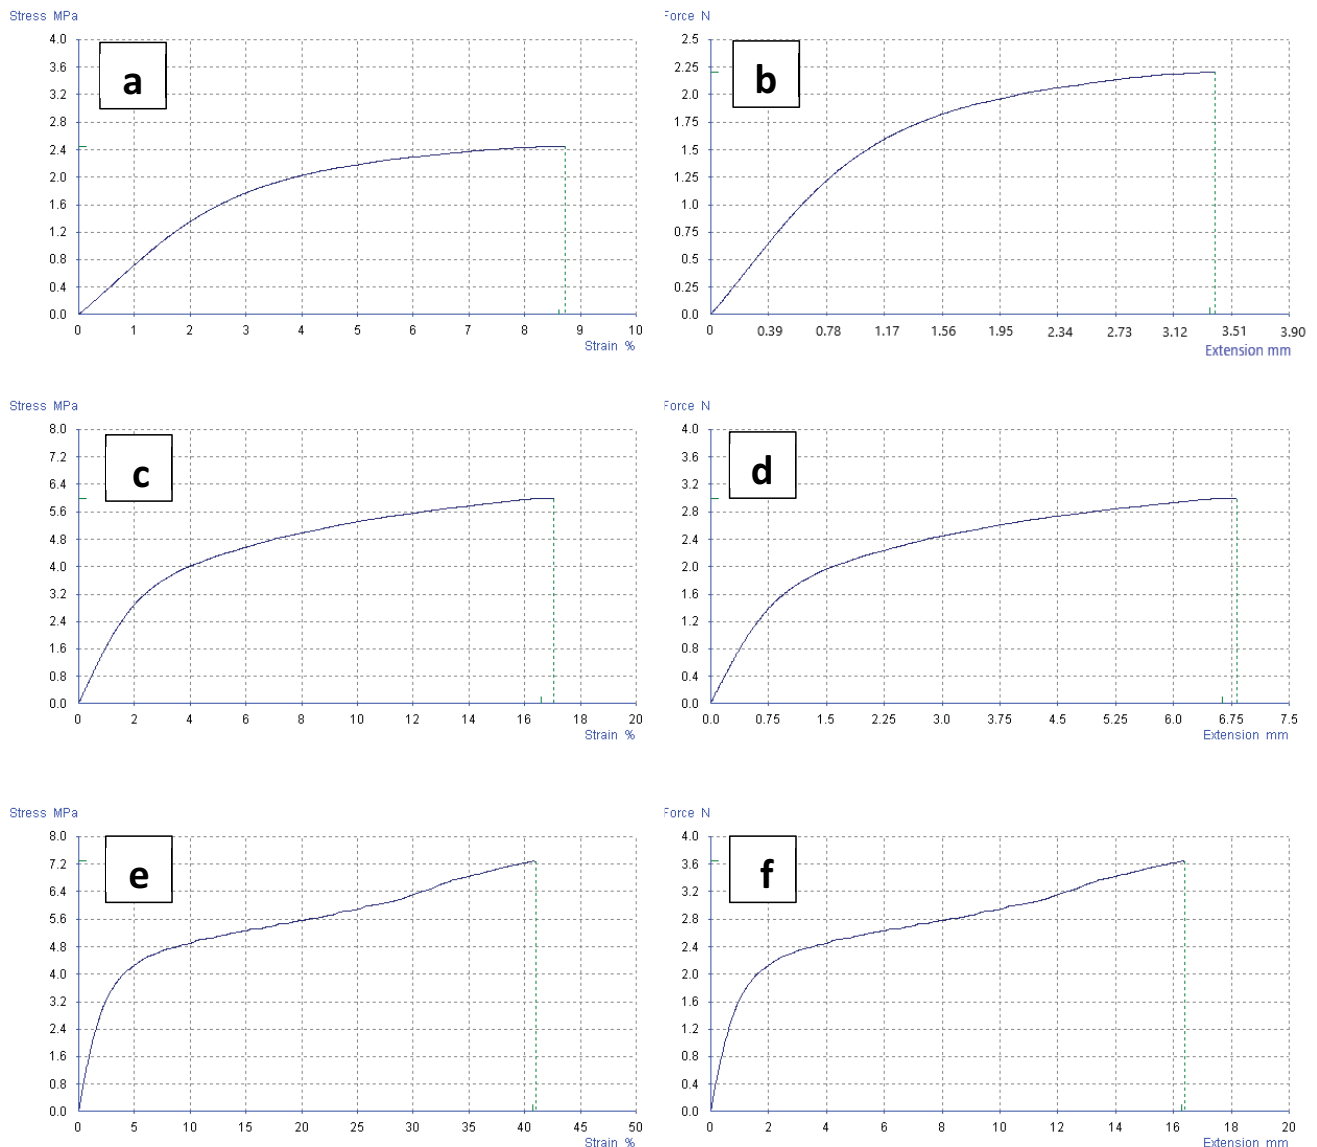 Stress MPa
4.0
3.6
3.2
2.8
2.4
2.0
1.6
1.2
0.8
0.4
0.0
a
0 1 2 3 4 5 6 7 8 9 10
Strain %
Force N
2.5
2.25
2.0
1.75
1.5
1.25
1.0
0.75
0.5
0.25
0.0
b
0 0.39 0.78 1.17 1.56 1.95 2.34 2.73 3.12 3.51 3.90
Extension mm
Stress MPa
8.0
7.2
6.4
5.6
4.8
4.0
3.2
2.4
1.6
0.8
0.0
c
0 2 4 6 8 10 12 14 16 18 20
Strain %
Force N
4.0
3.6
3.2
2.8
2.4
2.0
1.6
1.2
0.8
0.4
0.0
d
0.0 0.75 1.5 2.25 3.0 3.75 4.5 5.25 6.0 6.75 7.5
Extension mm
Stress MPa
8.0
7.2
6.4
5.6
4.8
4.0
3.2
2.4
1.6
0.8
0.0
e
0 5 10 15 20 25 30 35 40 45 50
Strain %
Force N
4.0
3.6
3.2
2.8
2.4
2.0
1.6
1.2
0.8
0.4
0.0
f
0 2 4 6 8 10 12 14 16 18 20
Extension mm